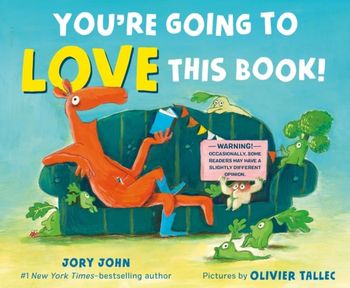 YOU'RE GOING TO
LOVE THIS BOOK!
WARNING!
OCCASIONALLY, SOME
READERS MAY HAVE A
SLIGHTLY DIFFERENT
OPINION.
JORY JOHN
#1 New York Times-bestselling author
Pictures by OLIVIER TALLEC